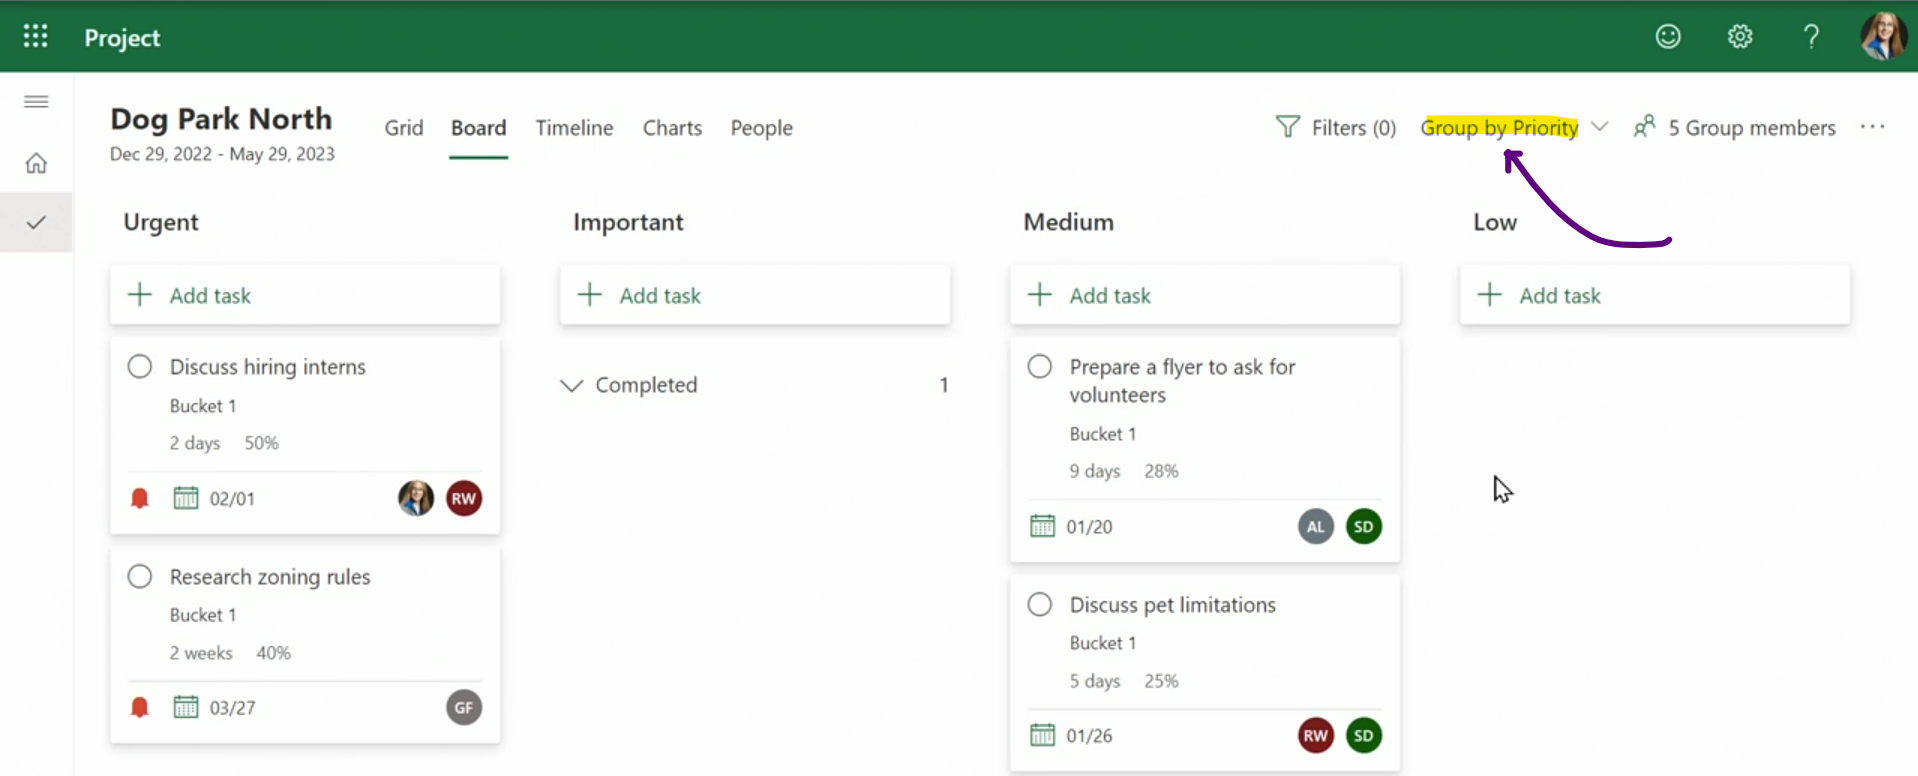 Project
Dog Park North
Dec 29, 2022 - May 29, 2023
Grid Board Timeline Charts People
Filters (0) Group by Priority 5 Group members
Urgent
Add task
Discuss hiring interns
Bucket 1
2 days 50%
02/01 RW
Research zoning rules
Bucket 1
2 weeks 40%
03/27 GF
Important
Add task
Completed 1
Medium
Add task
Prepare a flyer to ask for
volunteers
Bucket 1
9 days 28%
01/20 AL SD
Discuss pet limitations
Bucket 1
5 days 25%
01/26 RW SD
Low
Add task